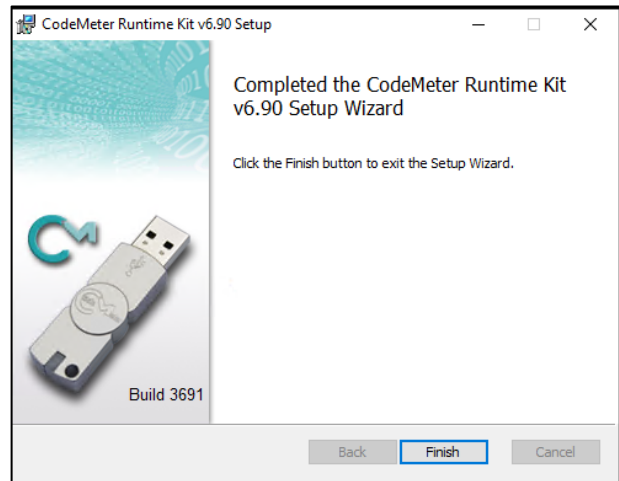 CodeMeter Runtime Kit v6.90 Setup
Completed the CodeMeter Runtime Kit
v6.90 Setup Wizard
Click the Finish button to exit the Setup Wizard.
CM
Build 3691
Back
Finish
Cancel